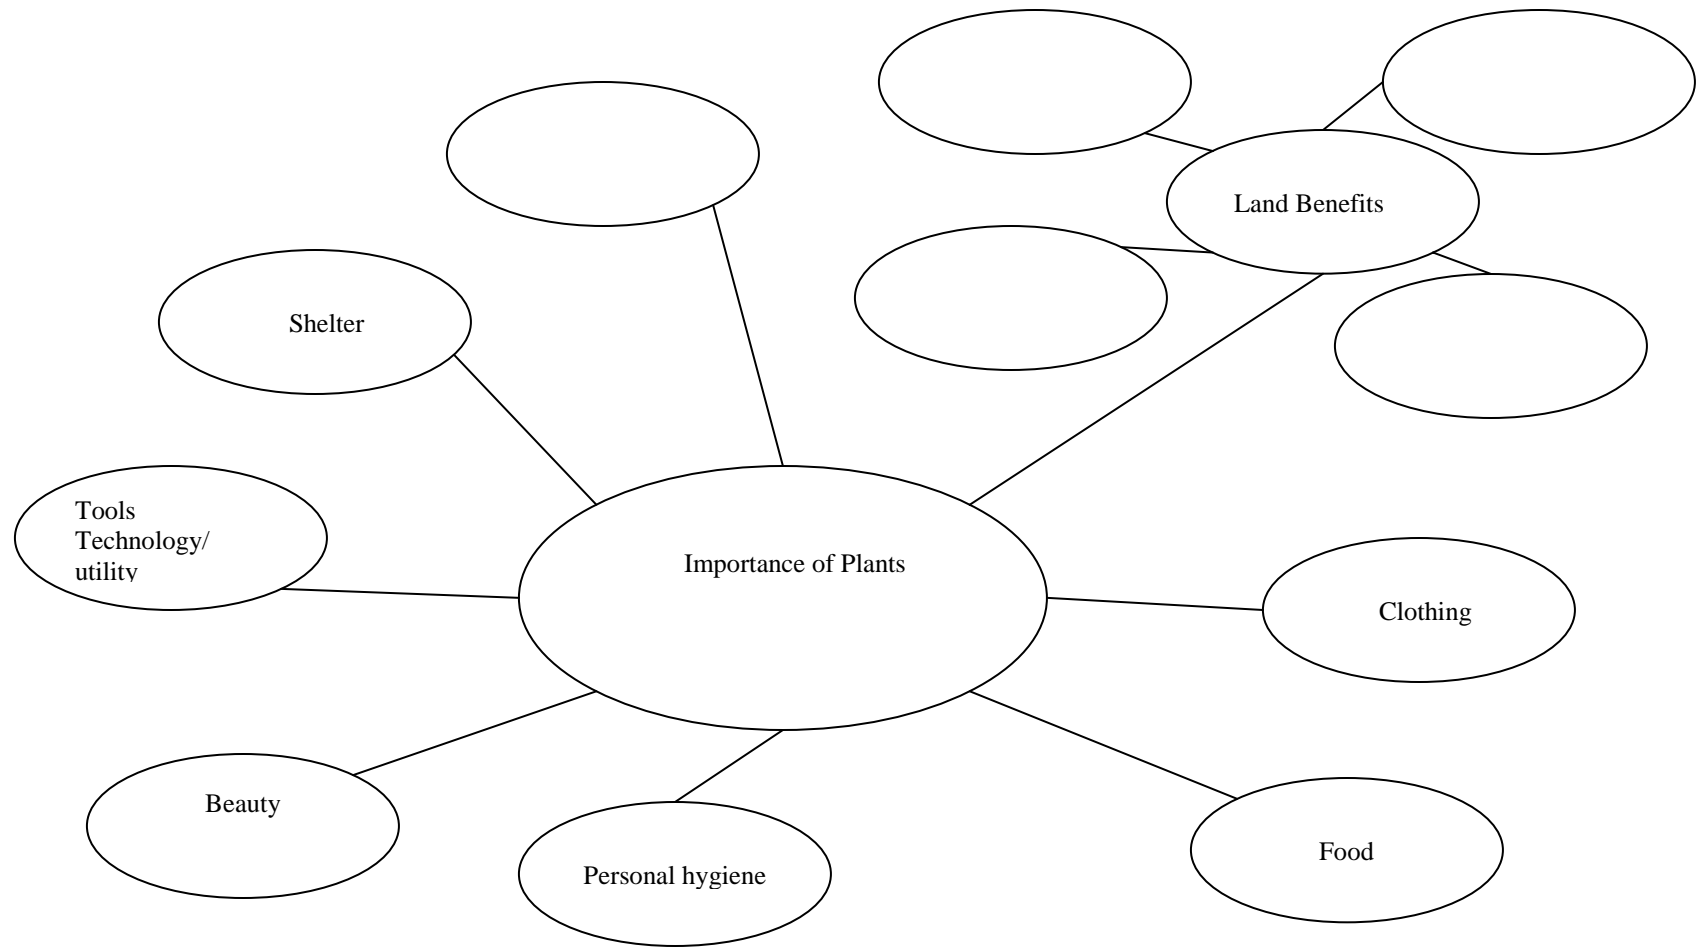 Land Benefits
Shelter
Tools
Technology/
utility
Importance of Plants
Clothing
Beauty
Personal hygiene
Food